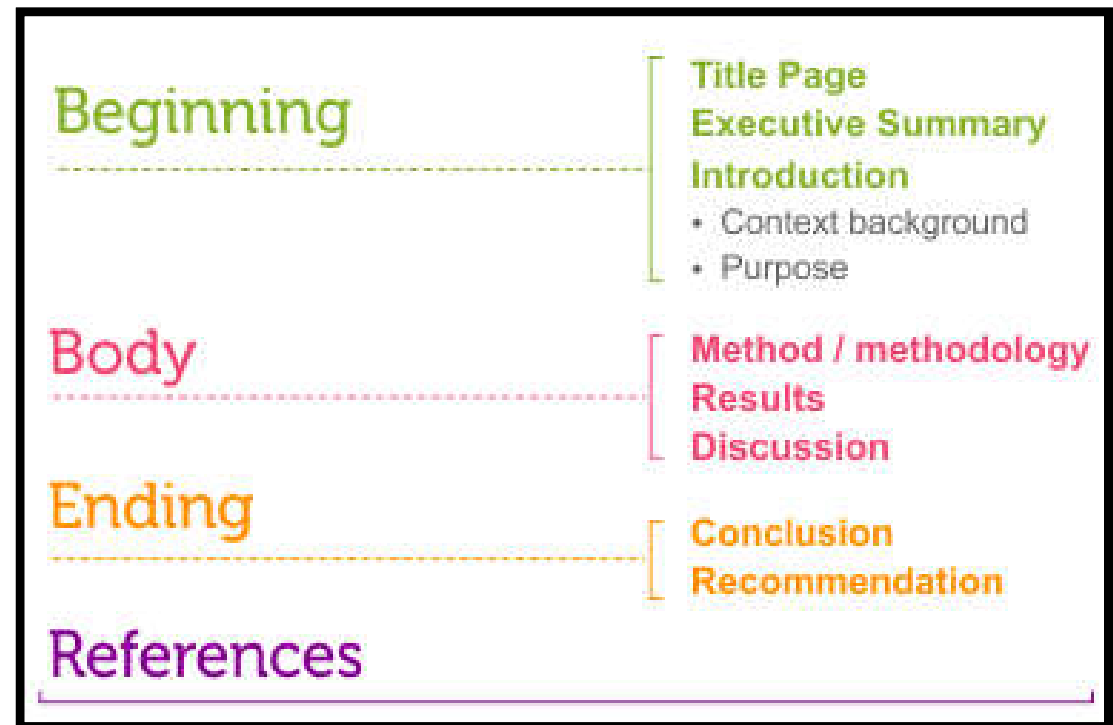 Beginning
Title Page
Executive Summary
Introduction
• Context background
• Purpose
Body
Method / methodology
Results
Discussion
Ending
Conclusion
Recommendation
References